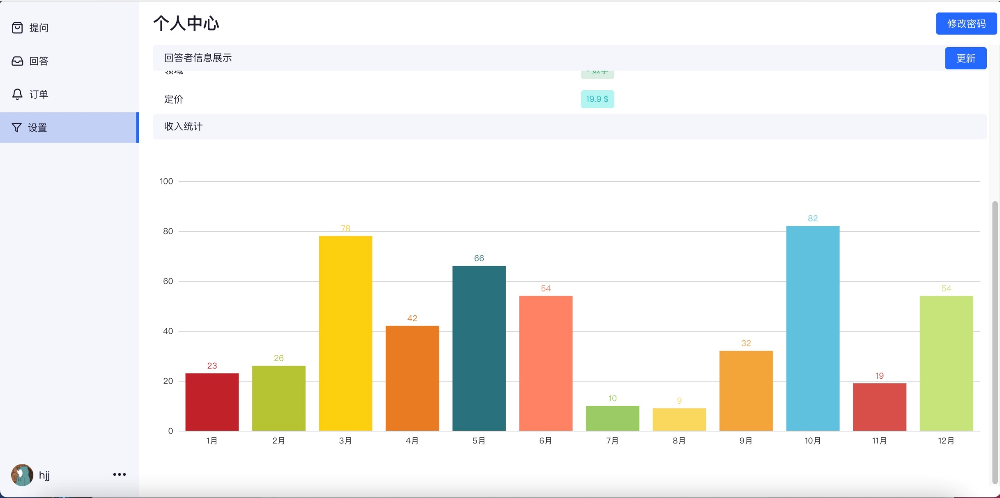 提问
回答
订单
设置
hjj
个人中心
修改密码
回答者信息展示
更新
领域
- 数学
定价
19.9 $
收入统计
100
80
60
40
20
0
23
26
78
42
66
54
10
9
32
82
19
54
1月
2月
3月
4月
5月
6月
7月
8月
9月
10月
11月
12月